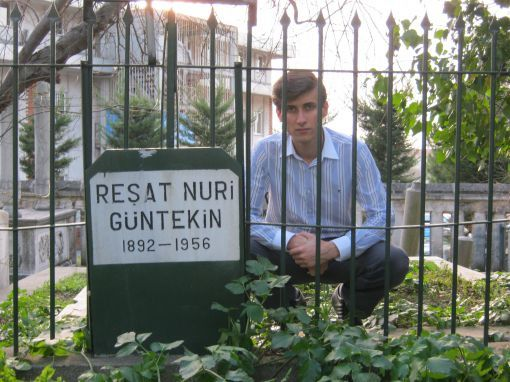 REŞAT NURİ
GÜNTEKİN
1892-1956